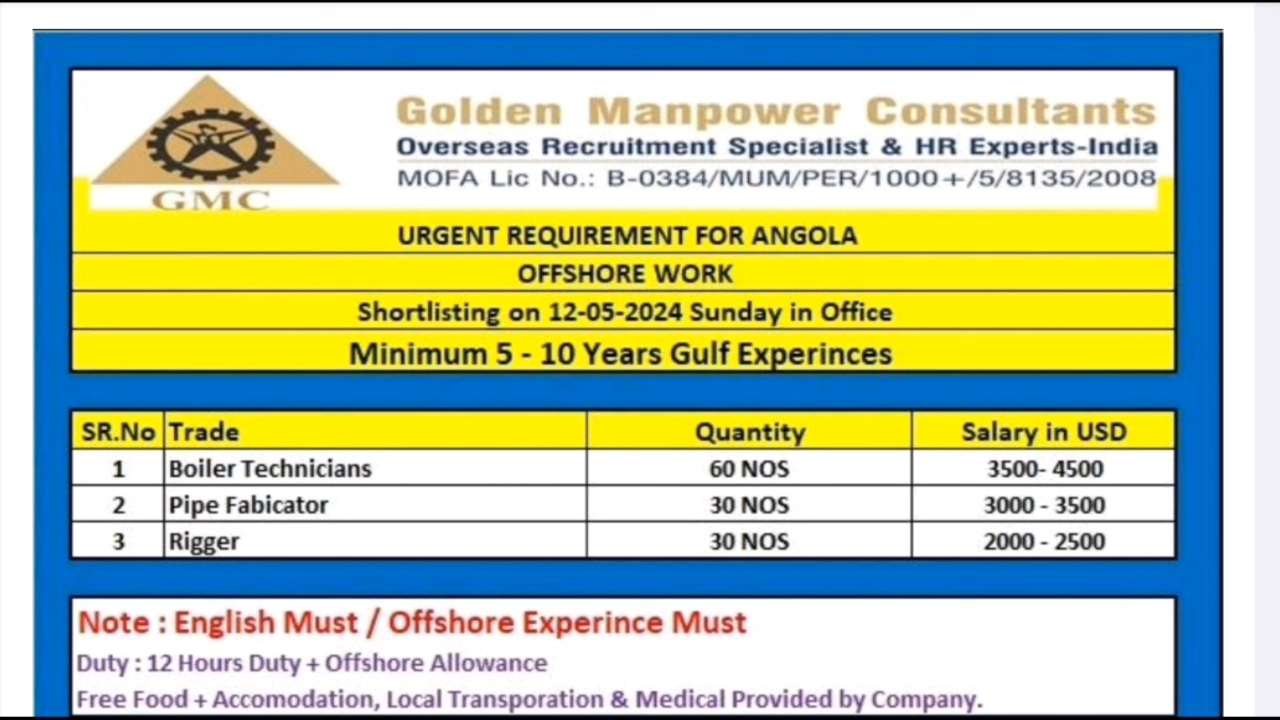 Golden Manpower Consultants
Overseas Recruitment Specialist & HR Experts-India
MOFA Lic No.: B-0384/MUM/PER/1000+/5/8135/2008
GMC
URGENT REQUIREMENT FOR ANGOLA
OFFSHORE WORK
Shortlisting on 12-05-2024 Sunday in Office
Minimum 5 - 10 Years Gulf Experinces
SR.No Trade Quantity Salary in USD
1 Boiler Technicians 60 NOS 3500- 4500
2 Pipe Fabicator 30 NOS 3000 - 3500
3 Rigger 30 NOS 2000 - 2500
Note : English Must / Offshore Experince Must
Duty : 12 Hours Duty + Offshore Allowance
Free Food + Accomodation, Local Transporation & Medical Provided by Company.